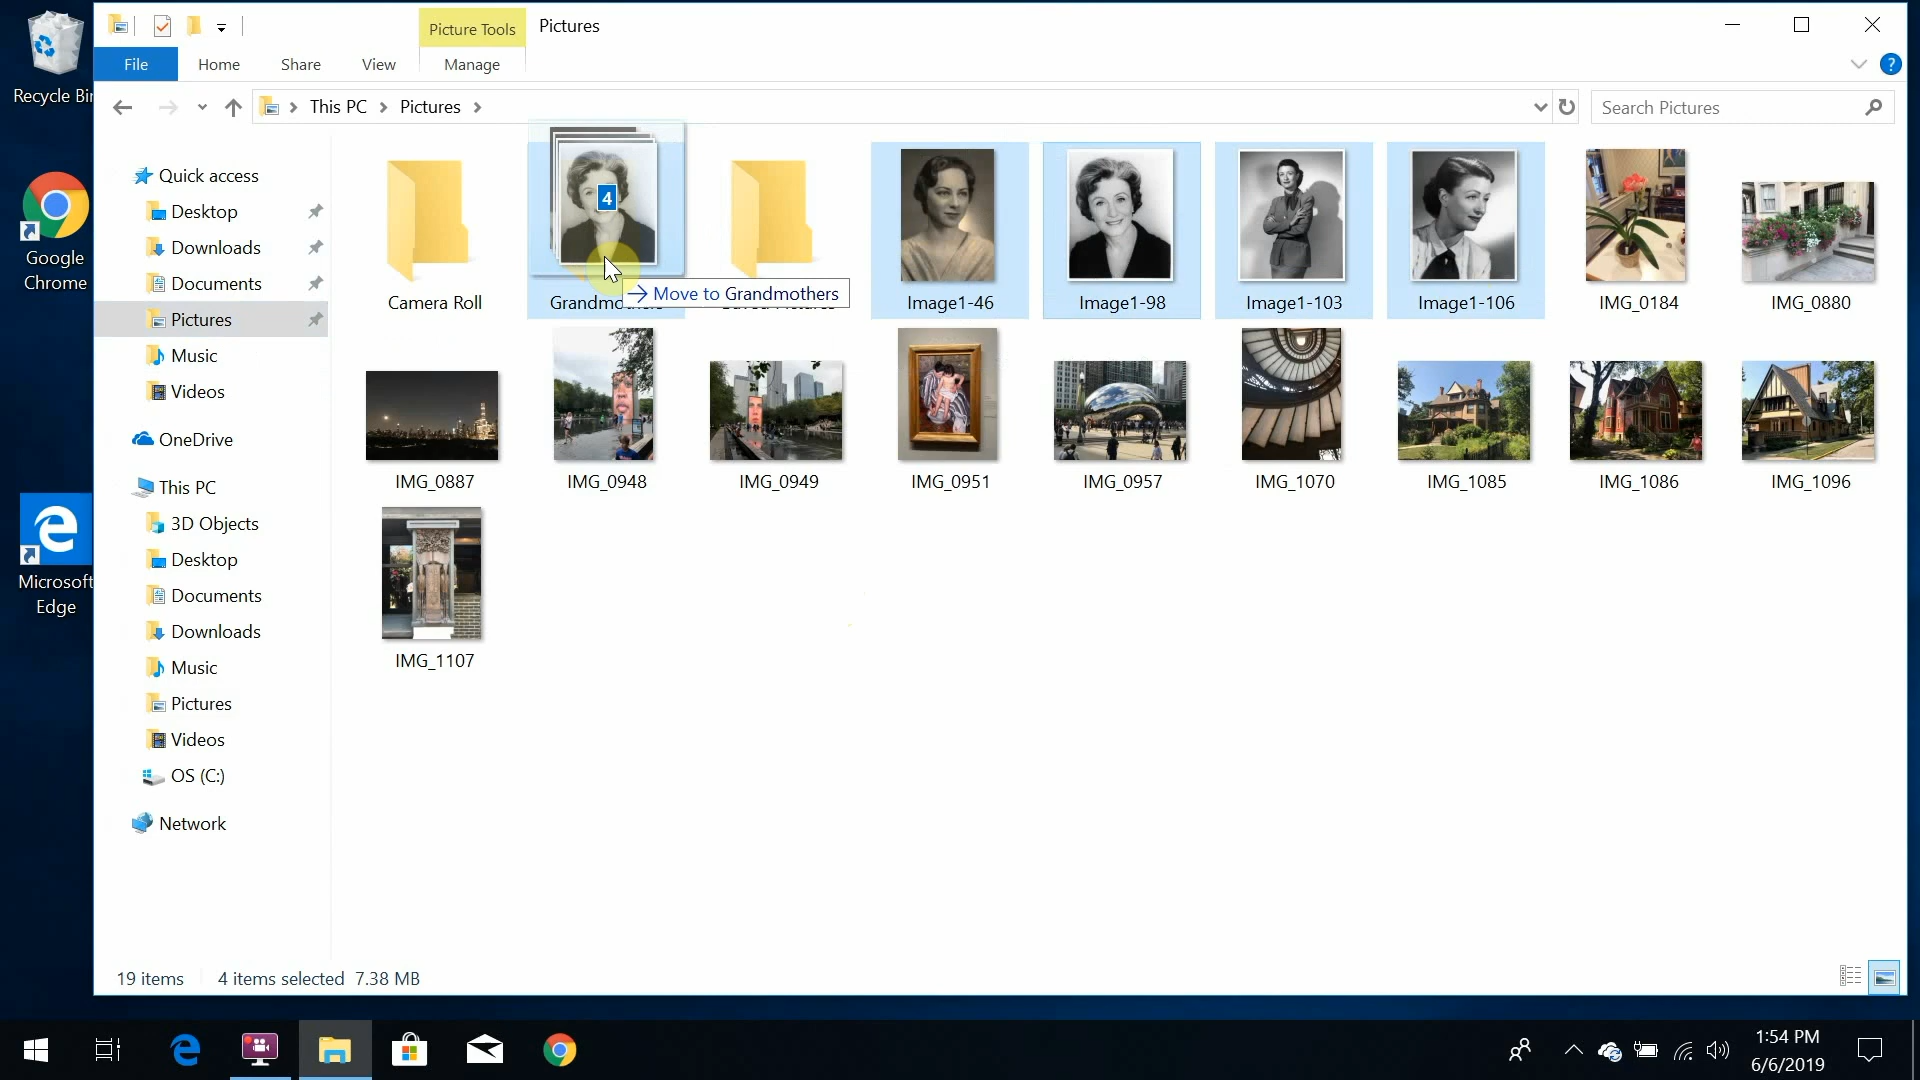 Recycle Bin
Google
Chrome
Microsoft
Edge
Picture Tools
Pictures
File
Home
Share
View
Manage
?
This PC
Pictures
Search Pictures
Quick access
Desktop
Downloads
Documents
Pictures
Music
Videos
OneDrive
This PC
3D Objects
Desktop
Documents
Downloads
Music
Pictures
Videos
OS (C:)
Network
4
Move to Grandmothers
Camera Roll
Grandmothers
Saved Pictures
Image1-46
Image1-98
Image1-103
Image1-106
IMG_0184
IMG_0880
IMG_0887
IMG_0948
IMG_0949
IMG_0951
IMG_0957
IMG_1070
IMG_1085
IMG_1086
IMG_1096
IMG_1107
19 items
4 items selected 7.38 MB
1:54 PM
6/6/2019